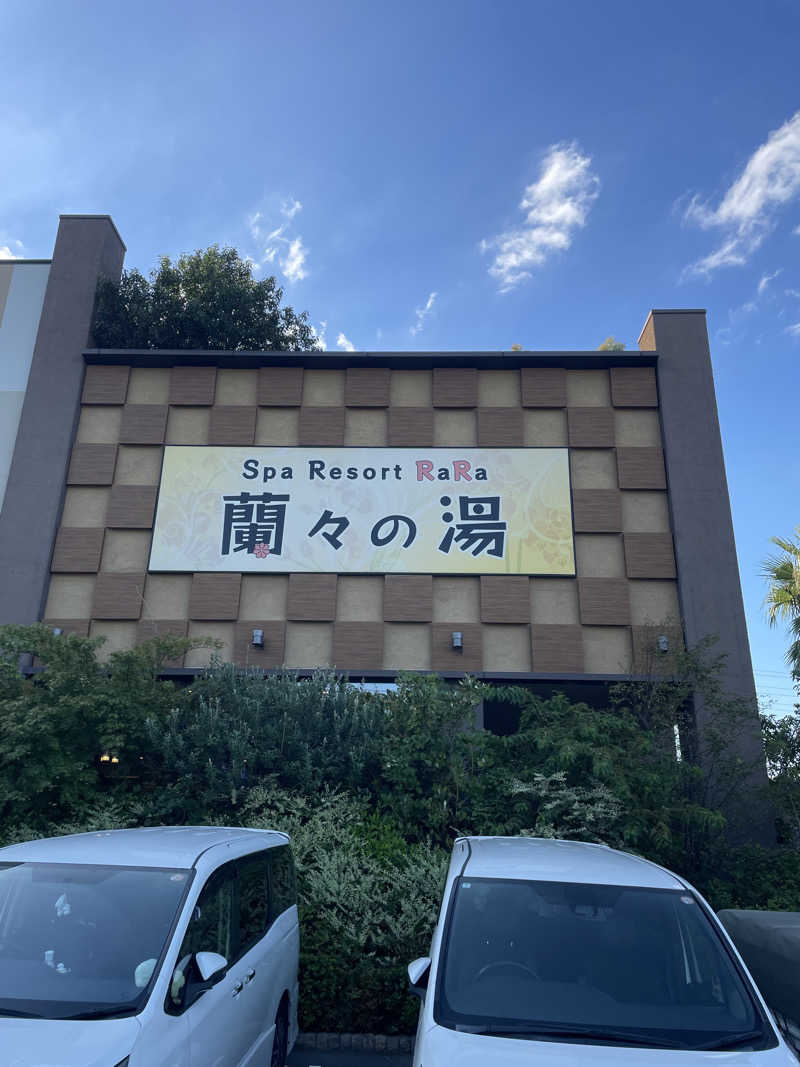 Spa Resort RaRa
蘭々の湯